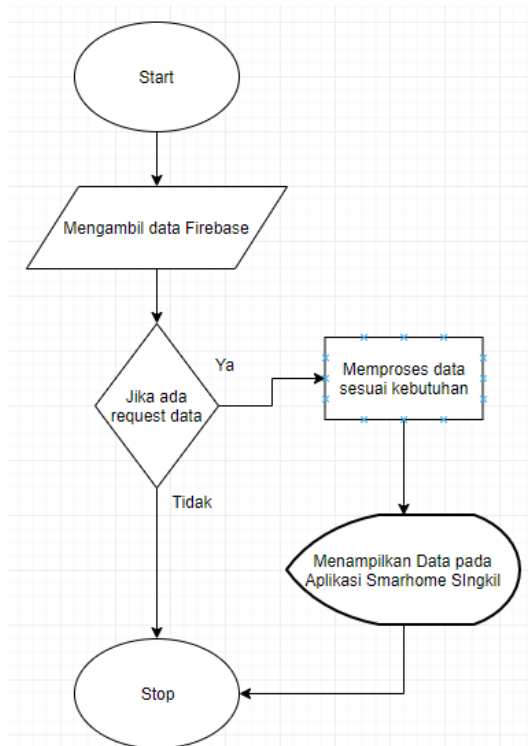 Start
Mengambil data Firebase
Jika ada
request data
Ya
Memproses data
sesuai kebutuhan
Tidak
Menampilkan Data pada
Aplikasi Smarhome SIngkil
Stop